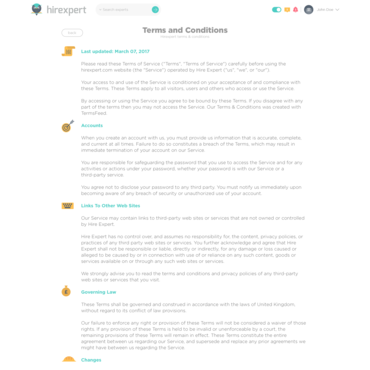 hirexpert
Terms and Conditions
Last updated: March 07, 2017
Please read these Terms of Service ("Terms", "Terms of Service") carefully before using the
hirexpert.com website (the "Service") operated by Hire Expert ("us", "we", or "our").
Your access to and use of the Service is conditioned on your acceptance of and compliance with
these Terms. These Terms apply to all visitors, users and others who access or use the Service.
By accessing or using the Service you agree to be bound by these Terms. If you disagree with any
part of the terms then you may not access the Service. Our Terms & Conditions was created with
TermsFeed.
Accounts
When you create an account with us, you must provide us information that is accurate, complete,
and current at all times. Failure to do so constitutes a breach of the Terms, which may result in
immediate termination of your account on our Service.
You are responsible for safeguarding the password that you use to access the Service and for any
activities or actions under your password, whether your password is with our Service or a
third-party service.
You agree not to disclose your password to any third party. You must notify us immediately upon
becoming aware of any breach of security or unauthorized use of your account.
Links To Other Web Sites
Our Service may contain links to third-party web sites or services that are not owned or controlled
by Hire Expert.
Hire Expert has no control over, and assumes no responsibility for, the content, privacy policies, or
practices of any third party web sites or services. You further acknowledge and agree that Hire
Expert shall not be responsible or liable, directly or indirectly, for any damage or loss caused or
alleged to be caused by or in connection with use of or reliance on any such content, goods or
services available on or through any such web sites or services.
We strongly advise you to read the terms and conditions and privacy policies of any third-party
web sites or services that you visit.
Governing Law
These Terms shall be governed and construed in accordance with the laws of United Kingdom,
without regard to its conflict of law provisions.
Our failure to enforce any right or provision of these Terms will not be considered a waiver of those
rights. If any provision of these Terms is held to be invalid or unenforceable by a court, the
remaining provisions of these Terms will remain in effect. These Terms constitute the entire
agreement between us regarding our Service, and supersede and replace any prior agreements we
might have between us regarding the Service.
Changes